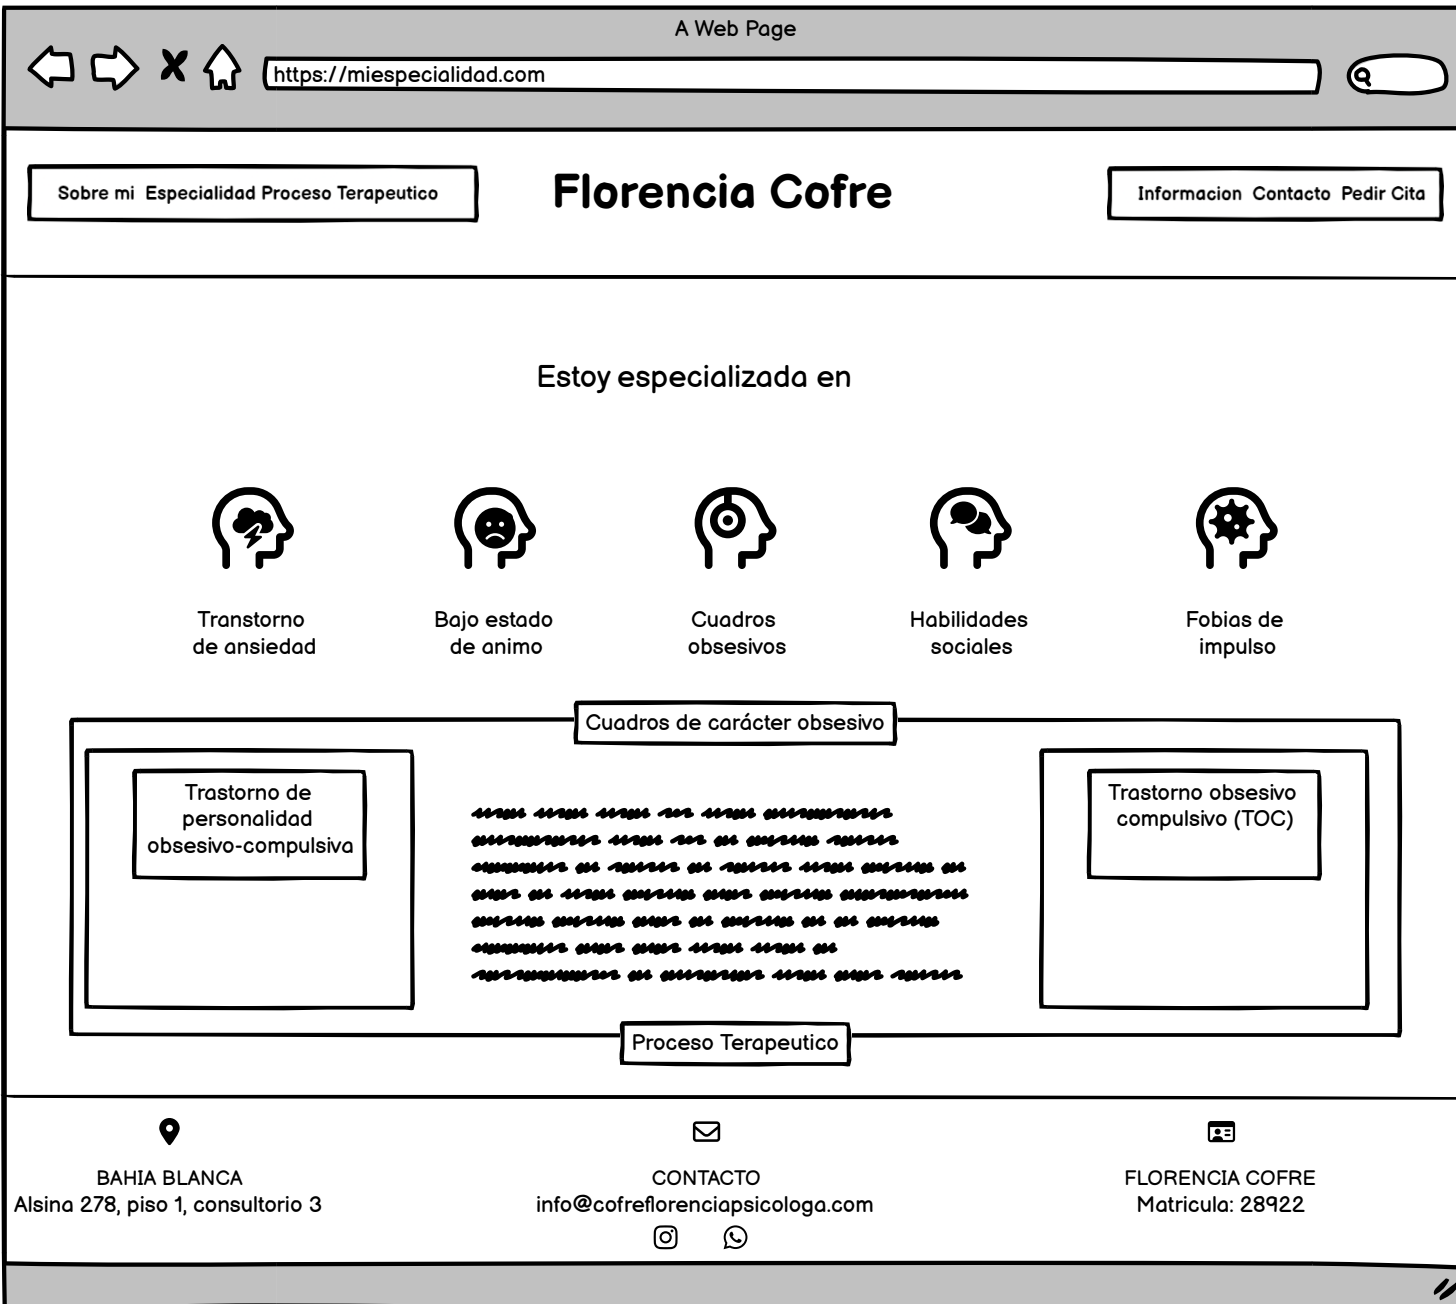 A Web Page
https://miespecialidad.com
Sobre mi Especialidad Proceso Terapeutico
Florencia Cofre
Informacion Contacto Pedir Cita
Estoy especializada en
Transtorno
de ansiedad
Bajo estado
de animo
Cuadros
obsesivos
Habilidades
sociales
Fobias de
impulso
Cuadros de carácter obsesivo
Trastorno de
personalidad
obsesivo-compulsiva
Trastorno obsesivo
compulsivo (TOC)
Proceso Terapeutico
BAHIA BLANCA
Alsina 278, piso 1, consultorio 3
CONTACTO
info@cofreflorenciapsicologa.com
FLORENCIA COFRE
Matricula: 28922